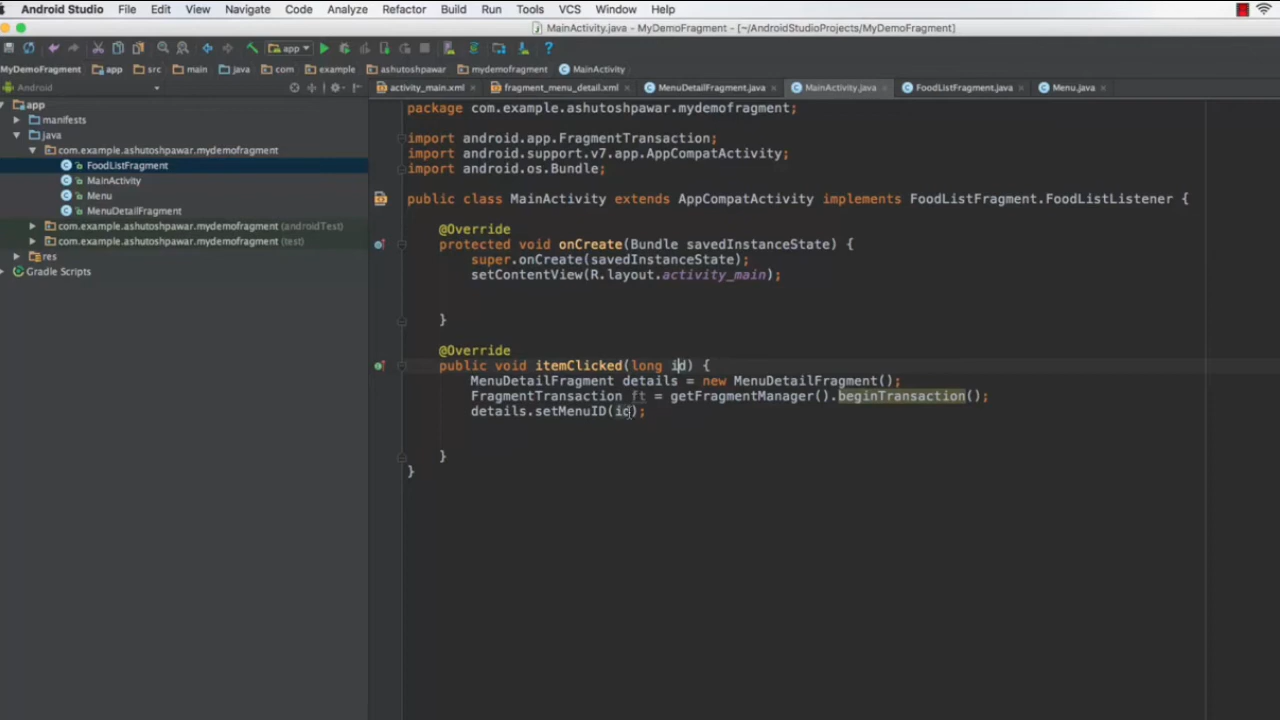 Android Studio File Edit View Navigate Code Analyze Refactor Build Run Tools VCS Window Help
MainActivity.java - MyDemoFragment - [~/AndroidStudioProjects/MyDemoFragment]
app
MyDemoFragment app src main java com example ashutoshpawar mydemofragment MainActivity
Android
activity_main.xml fragment_menu_detail.xml MenuDetailFragment.java MainActivity.java FoodListFragment.java Menu.java
app
manifests
java
com.example.ashutoshpawar.mydemofragment
FoodListFragment
MainActivity
Menu
MenuDetailFragment
com.example.ashutoshpawar.mydemofragment (androidTest)
com.example.ashutoshpawar.mydemofragment (test)
res
Gradle Scripts
package com.example.ashutoshpawar.mydemofragment;
import android.app.FragmentTransaction;
import android.support.v7.app.AppCompatActivity;
import android.os.Bundle;
public class MainActivity extends AppCompatActivity implements FoodListFragment.FoodListListener {
@Override
protected void onCreate(Bundle savedInstanceState) {
super.onCreate(savedInstanceState);
setContentView(R.layout.activity_main);
}
@Override
public void itemClicked(long id) {
MenuDetailFragment details = new MenuDetailFragment();
FragmentTransaction ft = getFragmentManager().beginTransaction();
details.setMenuID(id);
}
}